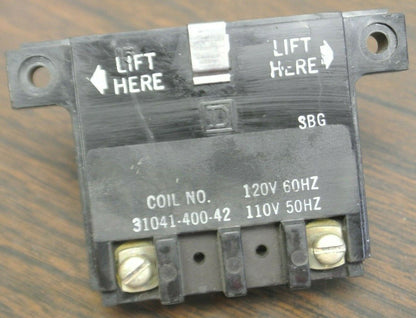 LIFT HERE
LIFT HERE
D
SBG
COIL NO. 120V 60HZ
31041-400-42 110V 50HZ